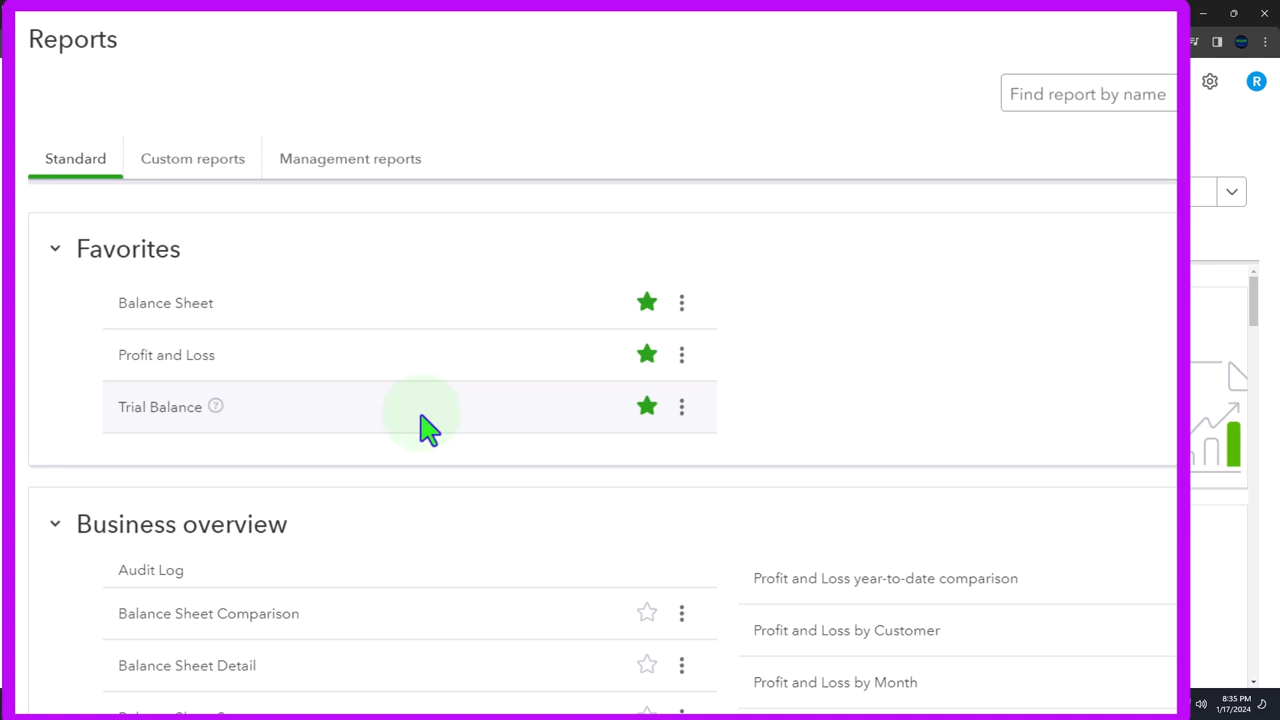 Reports
Find report by name
R
Standard
Custom reports
Management reports
Favorites
Balance Sheet
Profit and Loss
Trial Balance ?
Business overview
Audit Log
Balance Sheet Comparison
Balance Sheet Detail
Profit and Loss year-to-date comparison
Profit and Loss by Customer
Profit and Loss by Month
8:35 PM
1/17/2024